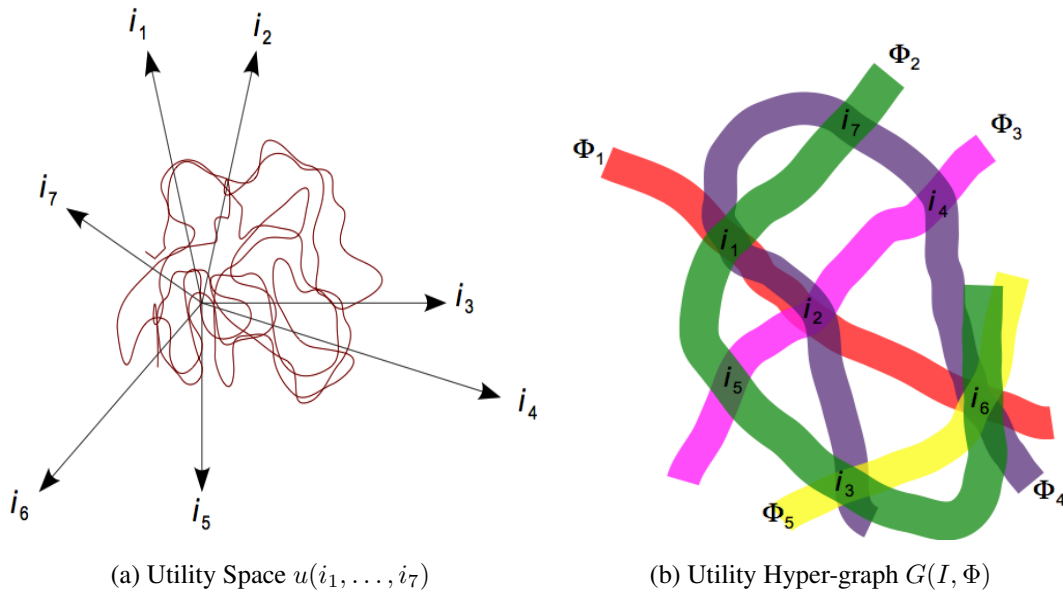 i₁
i₂
i₇
i₃
i₄
i₆
i₅
(a) Utility Space u(i₁, . . . , i₇)
Φ₂
i₇
Φ₃
Φ₁
i₄
i₁
i₂
i₅
i₆
i₃
Φ₄
Φ₅
(b) Utility Hyper-graph G(I, Φ)